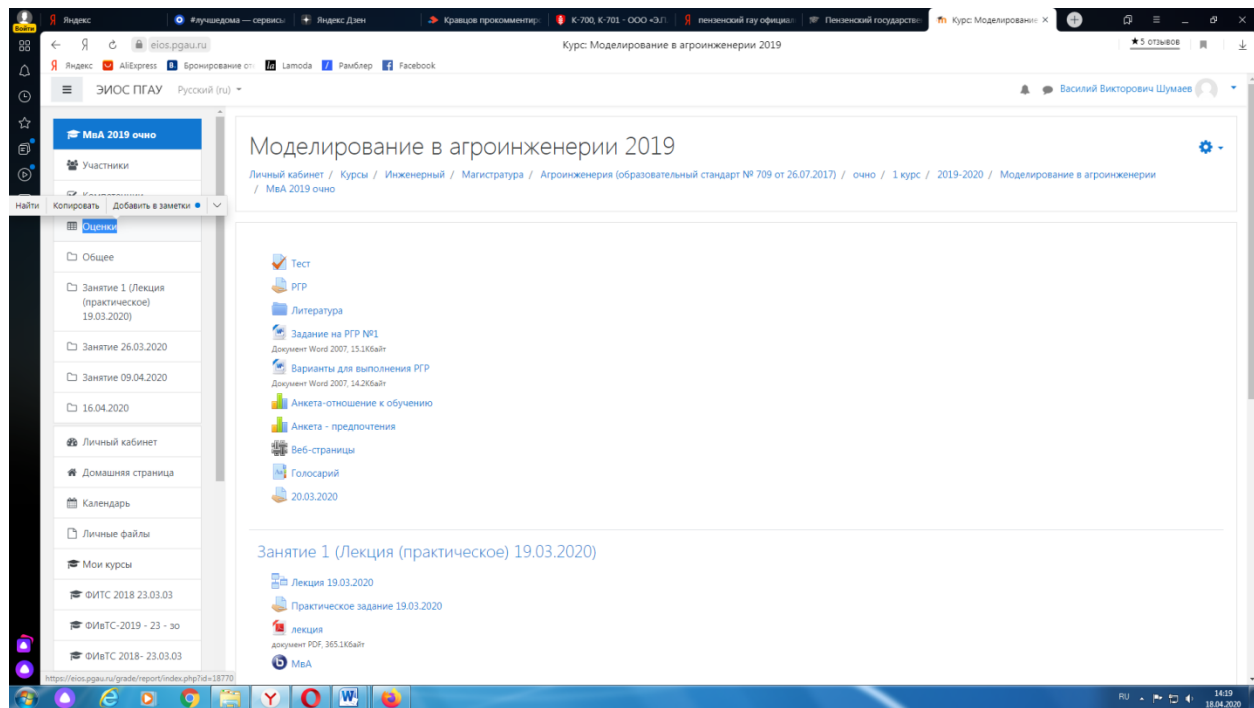 Яндекс
#лучшедома — сервисы
Яндекс.Дзен
Кравцов прокомментир
К-700, К-701 - ООО «ЗЛ
пензенский гау официал
Пензенский государстве
Курс: Моделирование
Войти
eios.pgau.ru
Курс: Моделирование в агроинженерии 2019
★5 отзывов
Яндекс
AliExpress
Бронирование от
Lamoda
Рамблер
Facebook
ЭИОС ПГАУ
Русский (ru)
Василий Викторович Шумаев
МвА 2019 очно
Участники
Компетенции
Найти
Копировать
Добавить в заметки
Оценки
Общее
Занятие 1 (Лекция
(практическое)
19.03.2020)
Занятие 26.03.2020
Занятие 09.04.2020
16.04.2020
Личный кабинет
Домашняя страница
Календарь
Личные файлы
Мои курсы
ФИТС 2018 23.03.03
ФИвТС-2019 - 23 - зо
ФИвТС 2018- 23.03.03
Моделирование в агроинженерии 2019
Личный кабинет / Курсы / Инженерный / Магистратура / Агроинженерия (образовательный стандарт № 709 от 26.07.2017) / очно / 1 курс / 2019-2020 / Моделирование в агроинженерии
/ МвА 2019 очно
Тест
РГР
Литература
Задание на РГР №1
Документ Word 2007, 15.1Кбайт
Варианты для выполнения РГР
Документ Word 2007, 14.2Кбайт
Анкета-отношение к обучению
Анкета - предпочтения
Веб-страницы
Голосарий
20.03.2020
Занятие 1 (Лекция (практическое) 19.03.2020)
Лекция 19.03.2020
Практическое задание 19.03.2020
лекция
документ PDF, 365.1Кбайт
МвА
https://eios.pgau.ru/grade/report/index.php?id=18770
RU
14:19
18.04.2020